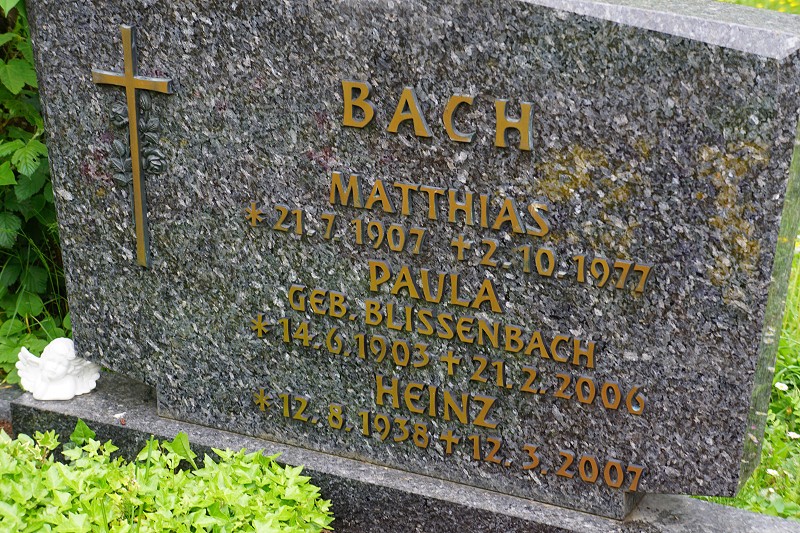 BACH
MATTHIAS
* 21.7.1907 ✝ 2.10.1977
PAULA
GEB. BLISSENBACH
* 14.6.1903 ✝ 21.2.2006
HEINZ
* 12.8.1938 ✝ 12.3.2007